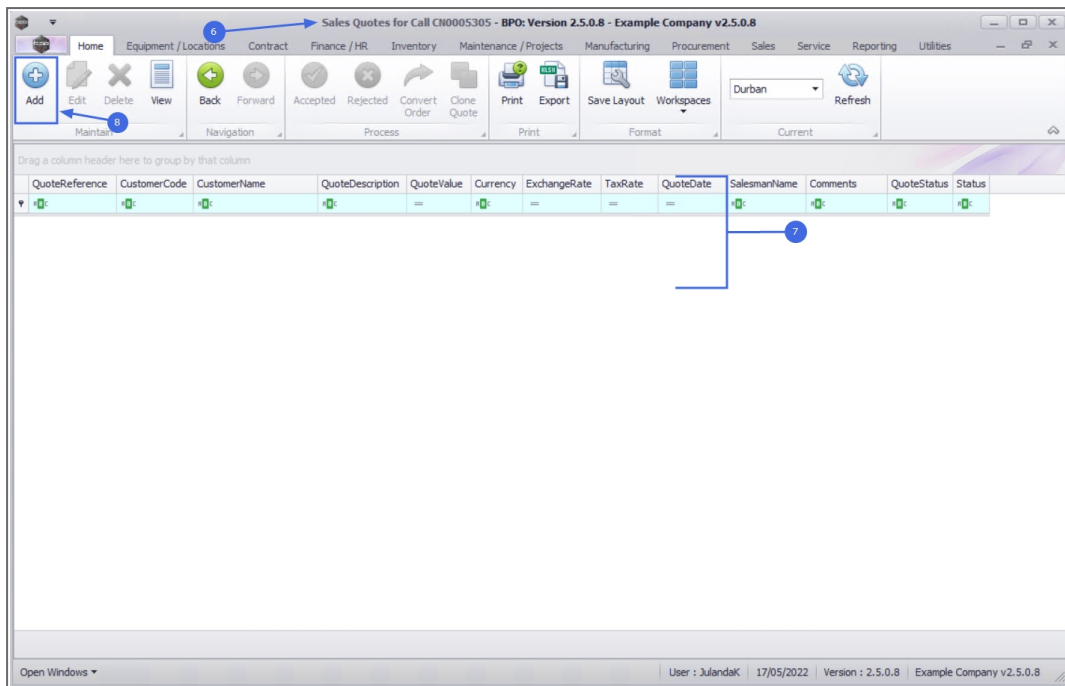 Sales Quotes for Call CN0005305 - BPO: Version 2.5.0.8 - Example Company v2.5.0.8
6
Home Equipment / Locations Contract Finance / HR Inventory Maintenance / Projects Manufacturing Procurement Sales Service Reporting Utilities
Add Edit Delete View Back Forward Accepted Rejected Convert Order Clone Quote Print Export Save Layout Workspaces Durban Refresh
8
Maintain Navigation Process Print Format Current
Drag a column header here to group by that column
QuoteReference CustomerCode CustomerName QuoteDescription QuoteValue Currency ExchangeRate TaxRate QuoteDate SalesmanName Comments QuoteStatus Status
7
Open Windows User : JulandaK 17/05/2022 Version : 2.5.0.8 Example Company v2.5.0.8